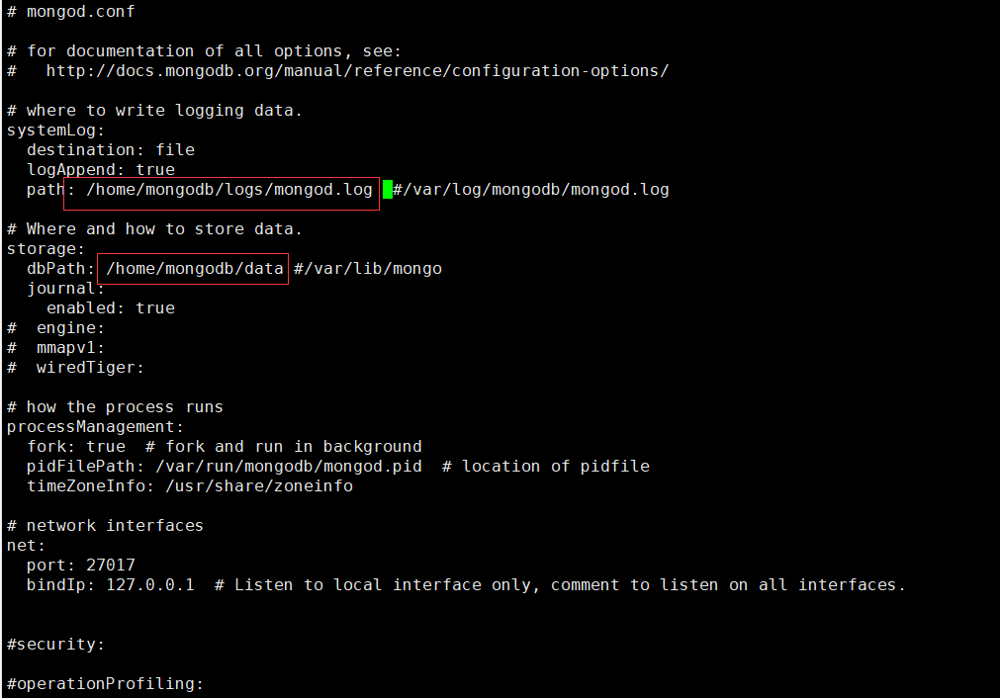 # mongod.conf
# for documentation of all options, see:
#   http://docs.mongodb.org/manual/reference/configuration-options/
# where to write logging data.
systemLog:
  destination: file
  logAppend: true
  path: /home/mongodb/logs/mongod.log #/var/log/mongodb/mongod.log
# Where and how to store data.
storage:
  dbPath: /home/mongodb/data #/var/lib/mongo
  journal:
    enabled: true
#  engine:
#  mmapv1:
#  wiredTiger:
# how the process runs
processManagement:
  fork: true  # fork and run in background
  pidFilePath: /var/run/mongodb/mongod.pid  # location of pidfile
  timeZoneInfo: /usr/share/zoneinfo
# network interfaces
net:
  port: 27017
  bindIp: 127.0.0.1  # Listen to local interface only, comment to listen on all interfaces.
#security:
#operationProfiling: